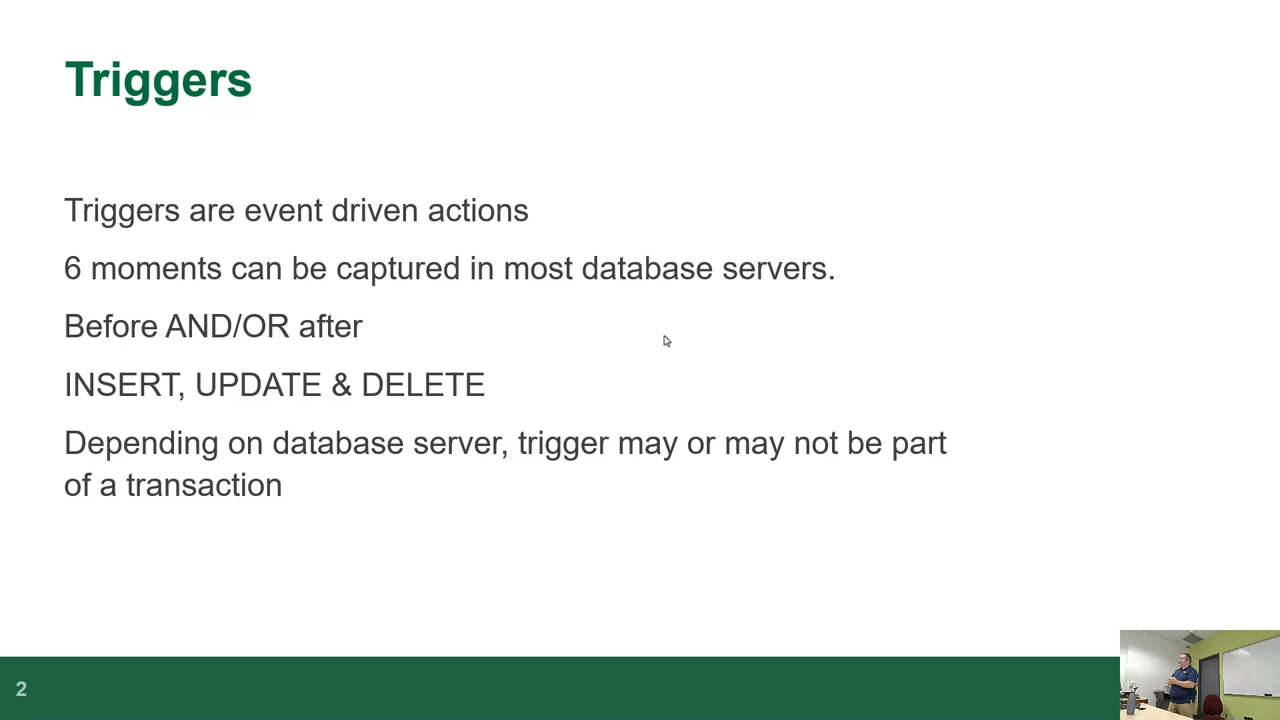 Triggers
Triggers are event driven actions
6 moments can be captured in most database servers.
Before AND/OR after
INSERT, UPDATE & DELETE
Depending on database server, trigger may or may not be part
of a transaction
2